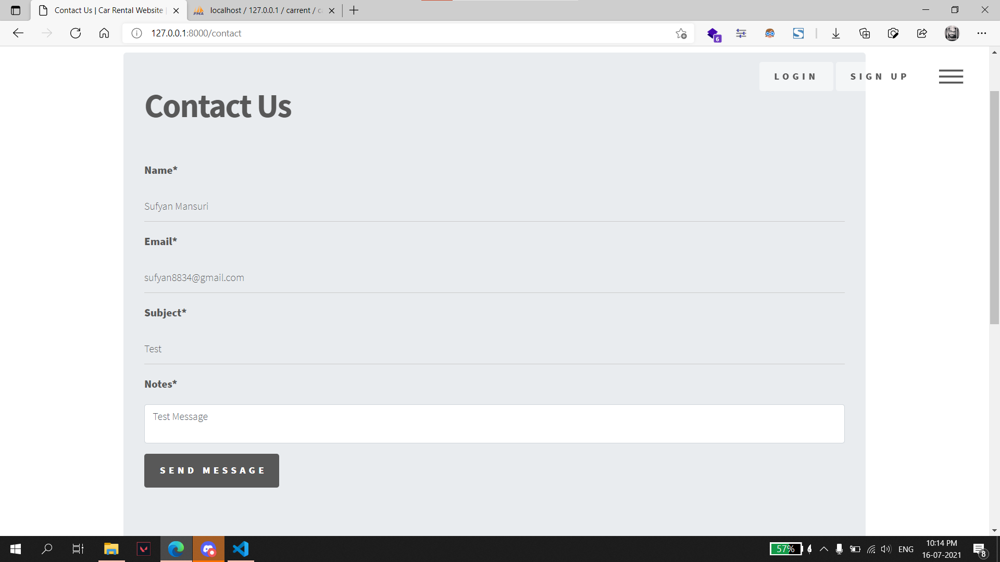 Contact Us | Car Rental Website |
PMA
localhost / 127.0.0.1 / carrent / c
127.0.0.1:8000/contact
6
LOGIN
SIGN UP
Contact Us
Name*
Sufyan Mansuri
Email*
sufyan8834@gmail.com
Subject*
Test
Notes*
Test Message
SEND MESSAGE
57%
ENG
10:14 PM
16-07-2021
8